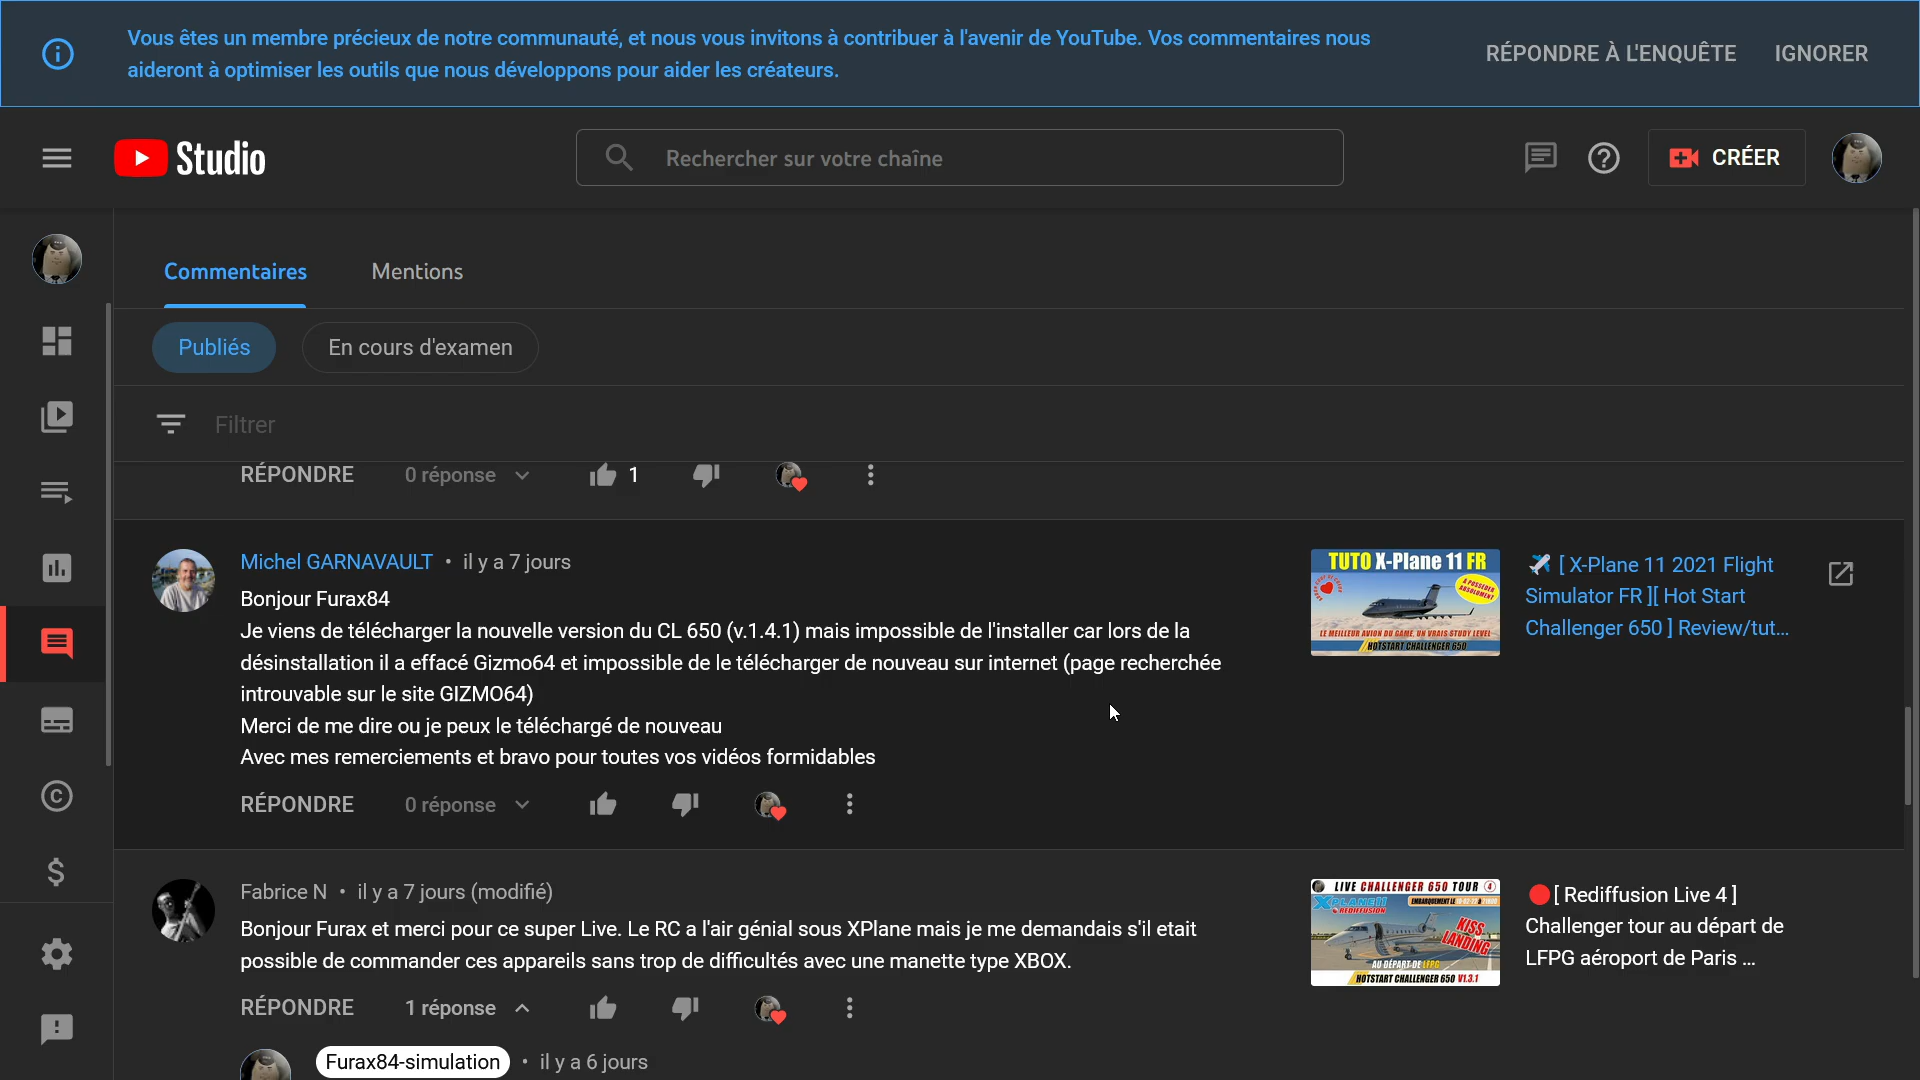 Vous êtes un membre précieux de notre communauté, et nous vous invitons à contribuer à l'avenir de YouTube. Vos commentaires nous
aideront à optimiser les outils que nous développons pour aider les créateurs.
RÉPONDRE À L'ENQUÊTE
IGNORER
Studio
Rechercher sur votre chaîne
CRÉER
Commentaires
Mentions
Publiés
En cours d'examen
Filtrer
RÉPONDRE
0 réponse
1
Michel GARNAVAULT • il y a 7 jours
Bonjour Furax84
Je viens de télécharger la nouvelle version du CL 650 (v.1.4.1) mais impossible de l'installer car lors de la
désinstallation il a effacé Gizmo64 et impossible de le télécharger de nouveau sur internet (page recherchée
introuvable sur le site GIZMO64)
Merci de me dire ou je peux le téléchargé de nouveau
Avec mes remerciements et bravo pour toutes vos vidéos formidables
RÉPONDRE
0 réponse
TUTO X-Plane 11 FR
A POSSEDER
ABSOLUMENT
LE MEILLEUR AVION DU GAME, UN VRAIS STUDY LEVEL
HOTSTART CHALLENGER 650
[ X-Plane 11 2021 Flight
Simulator FR ][ Hot Start
Challenger 650 ] Review/tut...
Fabrice N • il y a 7 jours (modifié)
Bonjour Furax et merci pour ce super Live. Le RC a l'air génial sous XPlane mais je me demandais s'il etait
possible de commander ces appareils sans trop de difficultés avec une manette type XBOX.
RÉPONDRE
1 réponse
LIVE CHALLENGER 650 TOUR 4
XPLANE11
REDIFFUSION
KISS
LANDING
AU DÉPART DE LFPG
HOTSTART CHALLENGER 650 V1.3.1
[ Rediffusion Live 4 ]
Challenger tour au départ de
LFPG aéroport de Paris ...
Furax84-simulation • il y a 6 jours